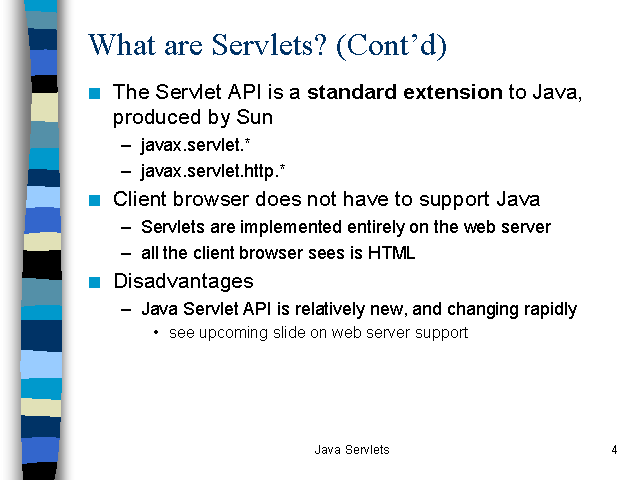 What are Servlets? (Cont’d)
■ The Servlet API is a standard extension to Java,
produced by Sun
– javax.servlet.*
– javax.servlet.http.*
■ Client browser does not have to support Java
– Servlets are implemented entirely on the web server
– all the client browser sees is HTML
■ Disadvantages
– Java Servlet API is relatively new, and changing rapidly
• see upcoming slide on web server support
Java Servlets 4